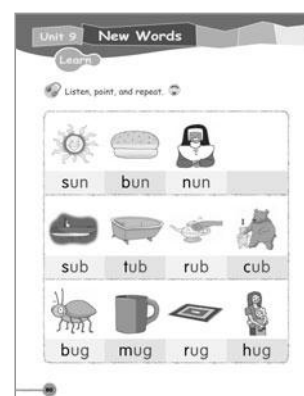 Unit 9 New Words
Learn
Listen, point, and repeat.
sun bun nun
sub tub rub cub
bug mug rug hug